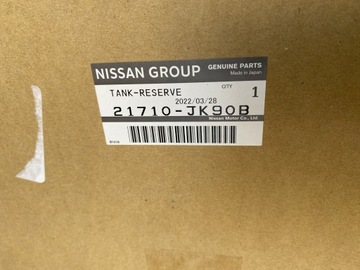 NISSAN GROUP
GENUINE PARTS
Made in Japan
TANK-RESERVE
QTY
1
2022/03/28
21710-JK90B
Nissan Motor Co., Ltd.